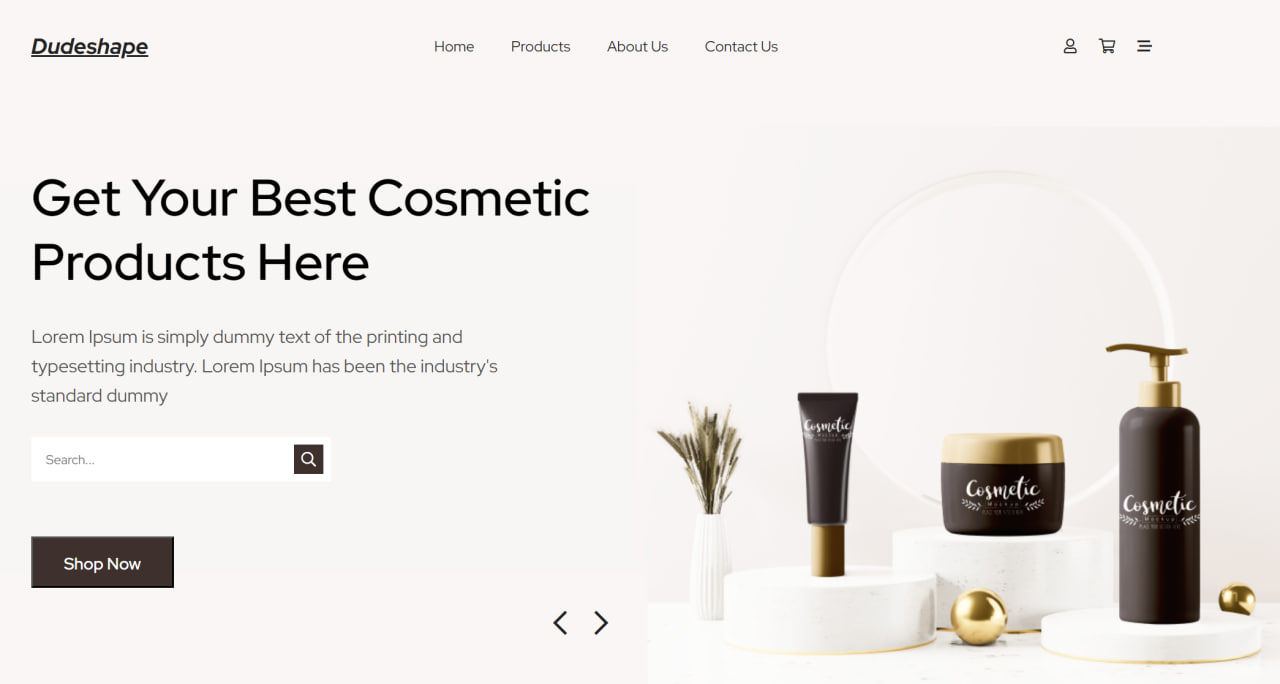 Dudeshape
Home
Products
About Us
Contact Us
Get Your Best Cosmetic
Products Here
Lorem Ipsum is simply dummy text of the printing and
typesetting industry. Lorem Ipsum has been the industry's
standard dummy
Search...
Shop Now
Cosmetic
Cosmetic
Mockup
Cosmetic
Mockup